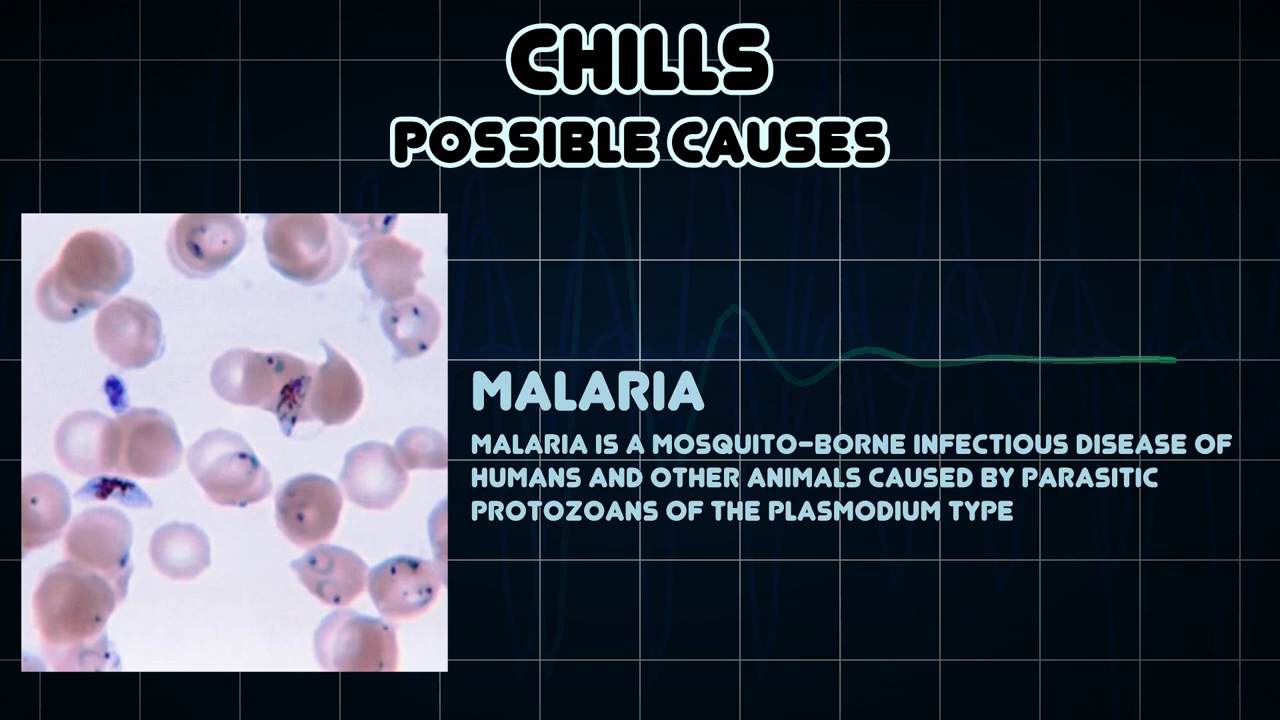 CHILLS
POSSIBLE CAUSES
MALARIA
MALARIA IS A MOSQUITO-BORNE INFECTIOUS DISEASE OF
HUMANS AND OTHER ANIMALS CAUSED BY PARASITIC
PROTOZOANS OF THE PLASMODIUM TYPE